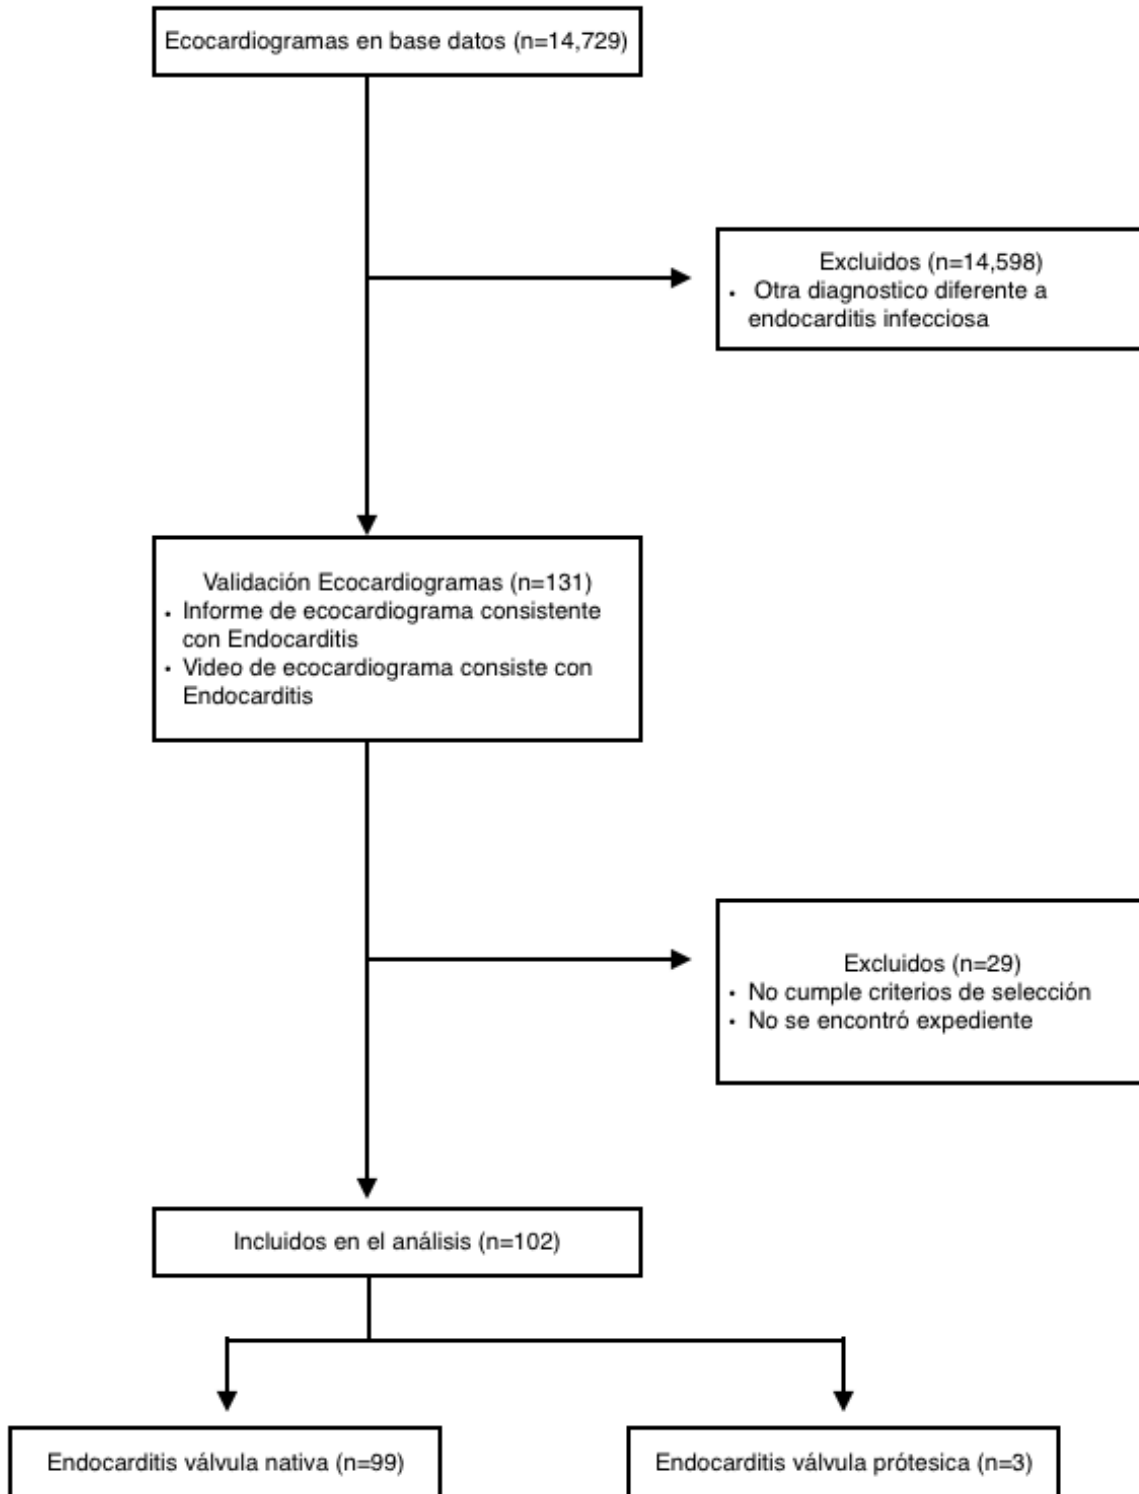 Ecocardiogramas en base datos (n=14,729)
Excluidos (n=14,598)
• Otra diagnostico diferente a
endocarditis infecciosa
Validación Ecocardiogramas (n=131)
• Informe de ecocardiograma consistente
con Endocarditis
• Video de ecocardiograma consiste con
Endocarditis
Excluidos (n=29)
• No cumple criterios de selección
• No se encontró expediente
Incluidos en el análisis (n=102)
Endocarditis válvula nativa (n=99)
Endocarditis válvula prótesica (n=3)